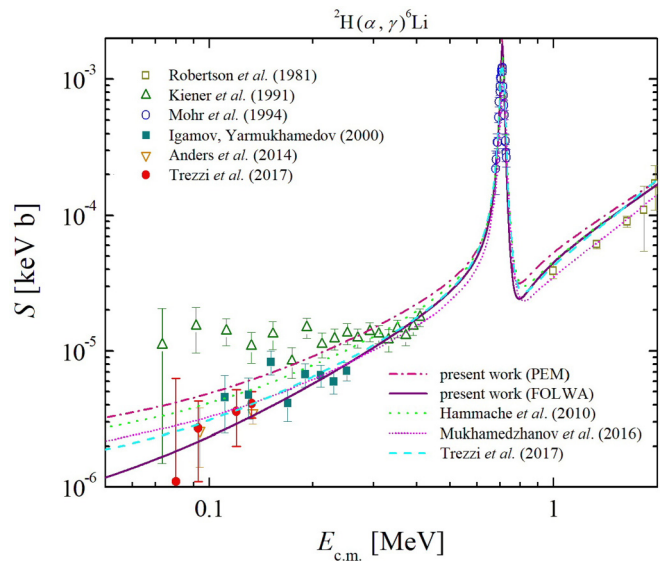 ²H(α, γ)⁶Li
S [keV b]
10⁻³
10⁻⁴
10⁻⁵
10⁻⁶
Robertson et al. (1981)
Kiener et al. (1991)
Mohr et al. (1994)
Igamov, Yarmukhamedov (2000)
Anders et al. (2014)
Trezzi et al. (2017)
present work (PEM)
present work (FOLWA)
Hammache et al. (2010)
Mukhamedzhanov et al. (2016)
Trezzi et al. (2017)
0.1
1
E c.m. [MeV]